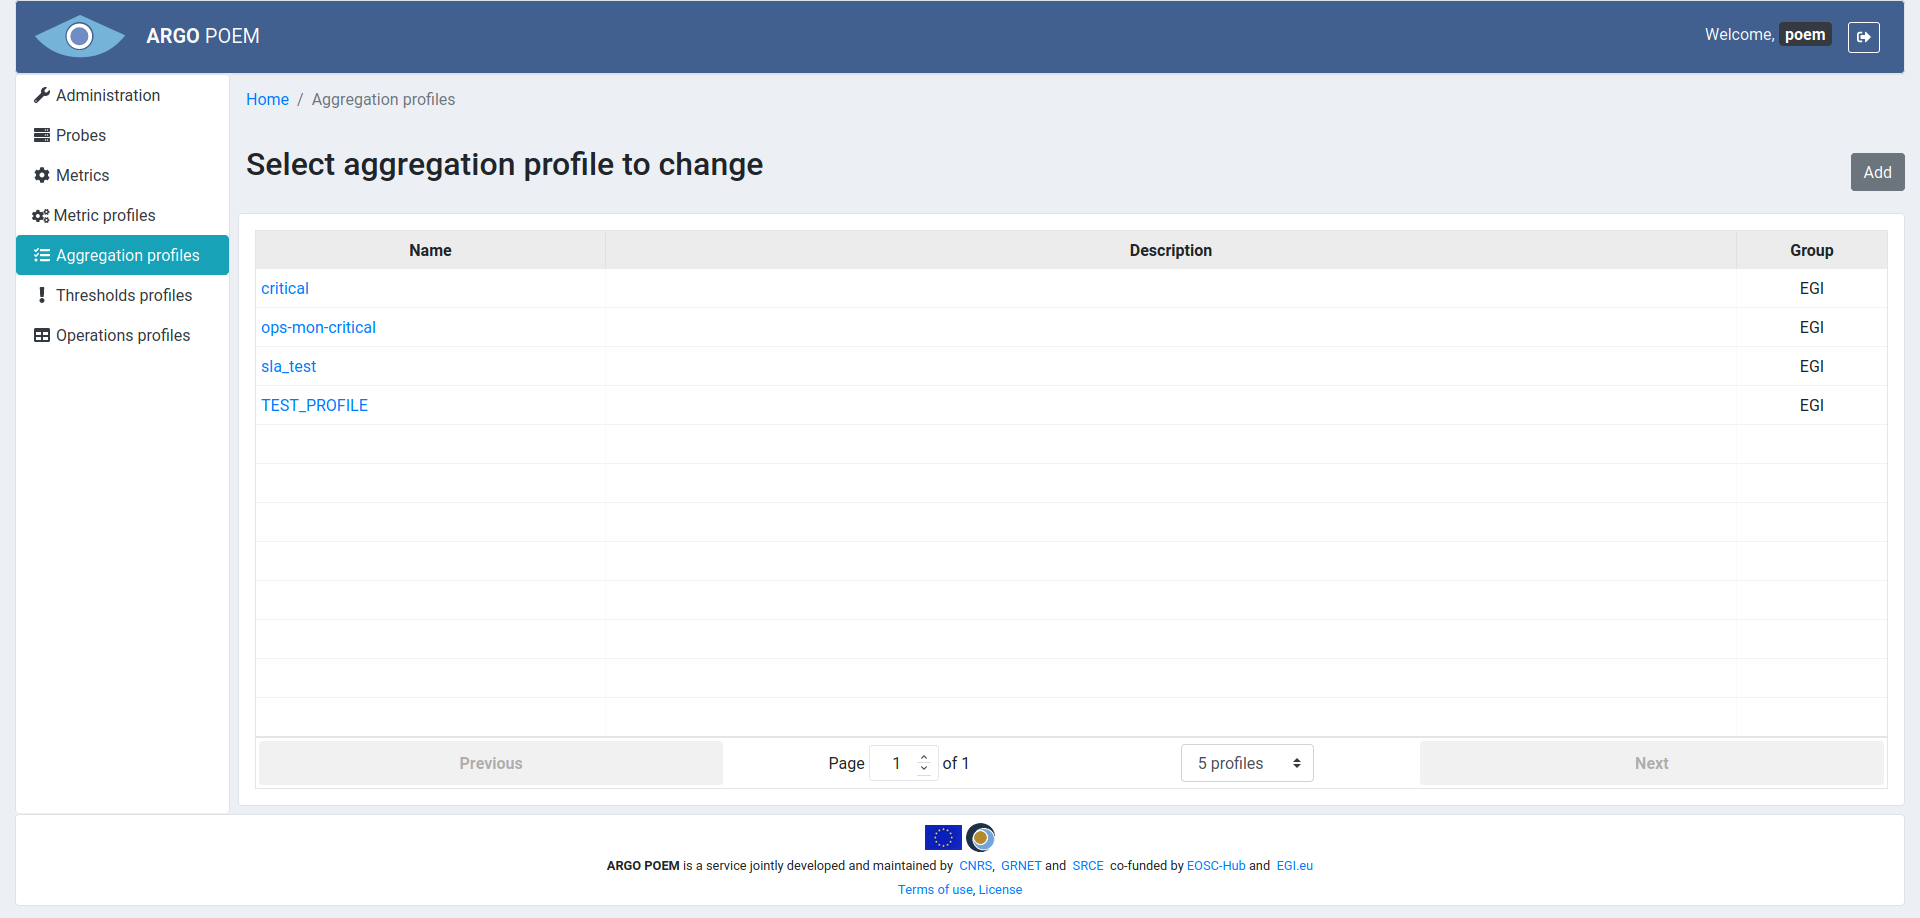 ARGO POEM
Welcome, poem
Administration
Probes
Metrics
Metric profiles
Aggregation profiles
Thresholds profiles
Operations profiles
Home / Aggregation profiles
Select aggregation profile to change
Add
Name Description Group
critical EGI
ops-mon-critical EGI
sla_test EGI
TEST_PROFILE EGI
Previous Page 1 of 1 5 profiles Next
ARGO POEM is a service jointly developed and maintained by CNRS, GRNET and SRCE co-funded by EOSC-Hub and EGI.eu
Terms of use, License